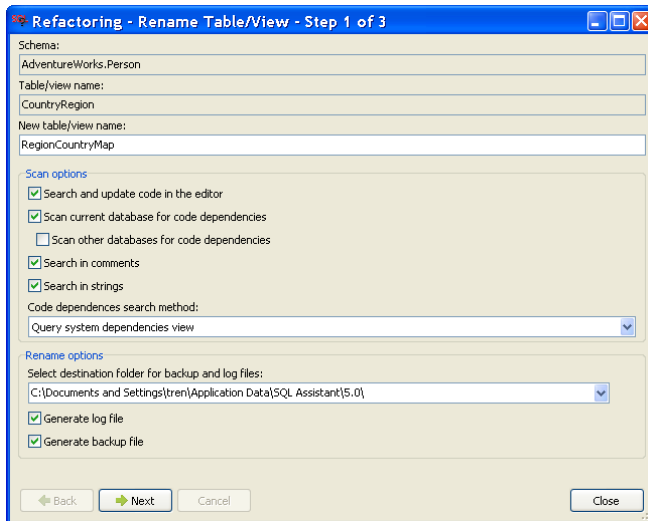 Refactoring - Rename Table/View - Step 1 of 3
Schema:
AdventureWorks.Person
Table/view name:
CountryRegion
New table/view name:
RegionCountryMap
Scan options
Search and update code in the editor
Scan current database for code dependencies
Scan other databases for code dependencies
Search in comments
Search in strings
Code dependences search method:
Query system dependencies view
Rename options
Select destination folder for backup and log files:
C:\Documents and Settings\tren\Application Data\SQL Assistant\5.0\
Generate log file
Generate backup file
Back Next Cancel Close